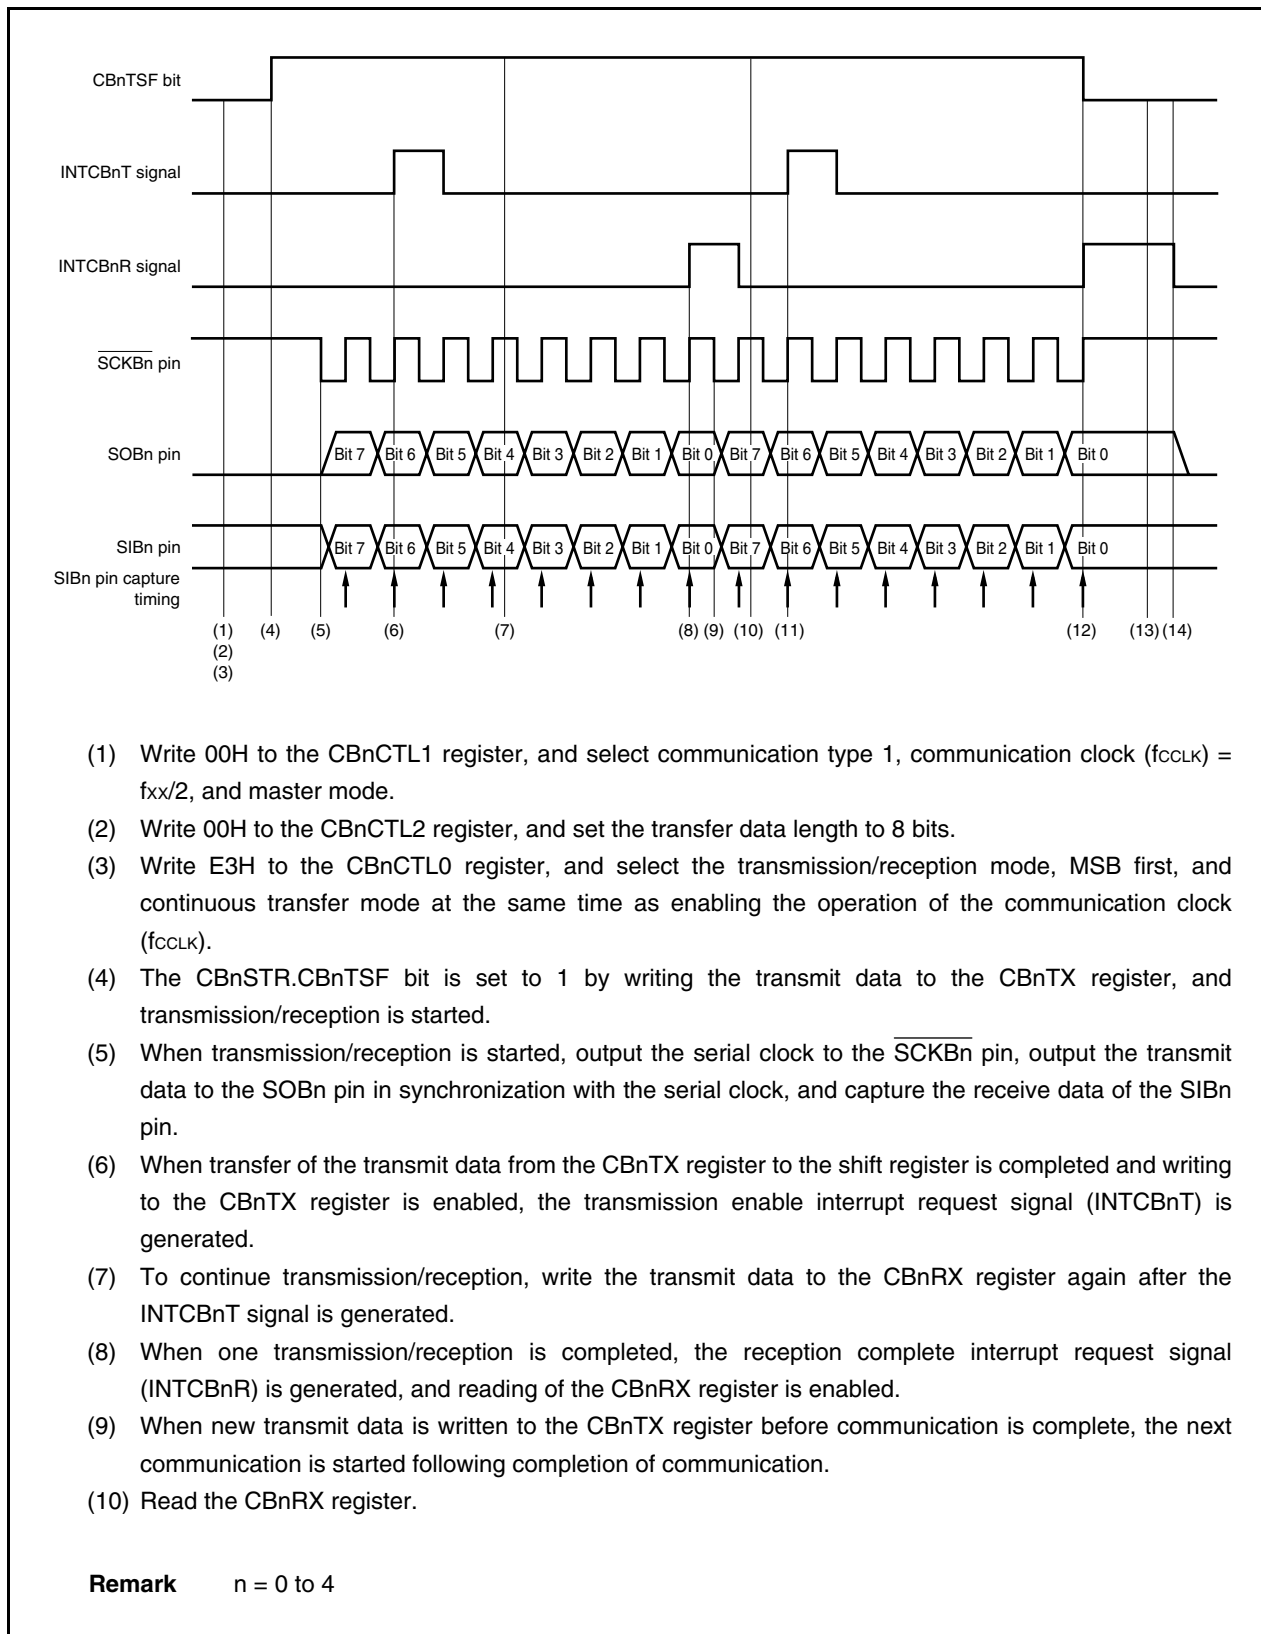 CBnTSF bit
INTCBnT signal
INTCBnR signal
SCKBn pin
SOBn pin
Bit 7 Bit 6 Bit 5 Bit 4 Bit 3 Bit 2 Bit 1 Bit 0 Bit 7 Bit 6 Bit 5 Bit 4 Bit 3 Bit 2 Bit 1 Bit 0
SIBn pin
Bit 7 Bit 6 Bit 5 Bit 4 Bit 3 Bit 2 Bit 1 Bit 0 Bit 7 Bit 6 Bit 5 Bit 4 Bit 3 Bit 2 Bit 1 Bit 0
SIBn pin capture
timing
(1) (4) (5) (6) (7) (8) (9) (10) (11) (12) (13) (14)
(2)
(3)
(1) Write 00H to the CBnCTL1 register, and select communication type 1, communication clock (fCCLK) =
fxx/2, and master mode.
(2) Write 00H to the CBnCTL2 register, and set the transfer data length to 8 bits.
(3) Write E3H to the CBnCTL0 register, and select the transmission/reception mode, MSB first, and
continuous transfer mode at the same time as enabling the operation of the communication clock
(fCCLK).
(4) The CBnSTR.CBnTSF bit is set to 1 by writing the transmit data to the CBnTX register, and
transmission/reception is started.
(5) When transmission/reception is started, output the serial clock to the SCKBn pin, output the transmit
data to the SOBn pin in synchronization with the serial clock, and capture the receive data of the SIBn
pin.
(6) When transfer of the transmit data from the CBnTX register to the shift register is completed and writing
to the CBnTX register is enabled, the transmission enable interrupt request signal (INTCBnT) is
generated.
(7) To continue transmission/reception, write the transmit data to the CBnRX register again after the
INTCBnT signal is generated.
(8) When one transmission/reception is completed, the reception complete interrupt request signal
(INTCBnR) is generated, and reading of the CBnRX register is enabled.
(9) When new transmit data is written to the CBnTX register before communication is complete, the next
communication is started following completion of communication.
(10) Read the CBnRX register.
Remark n = 0 to 4